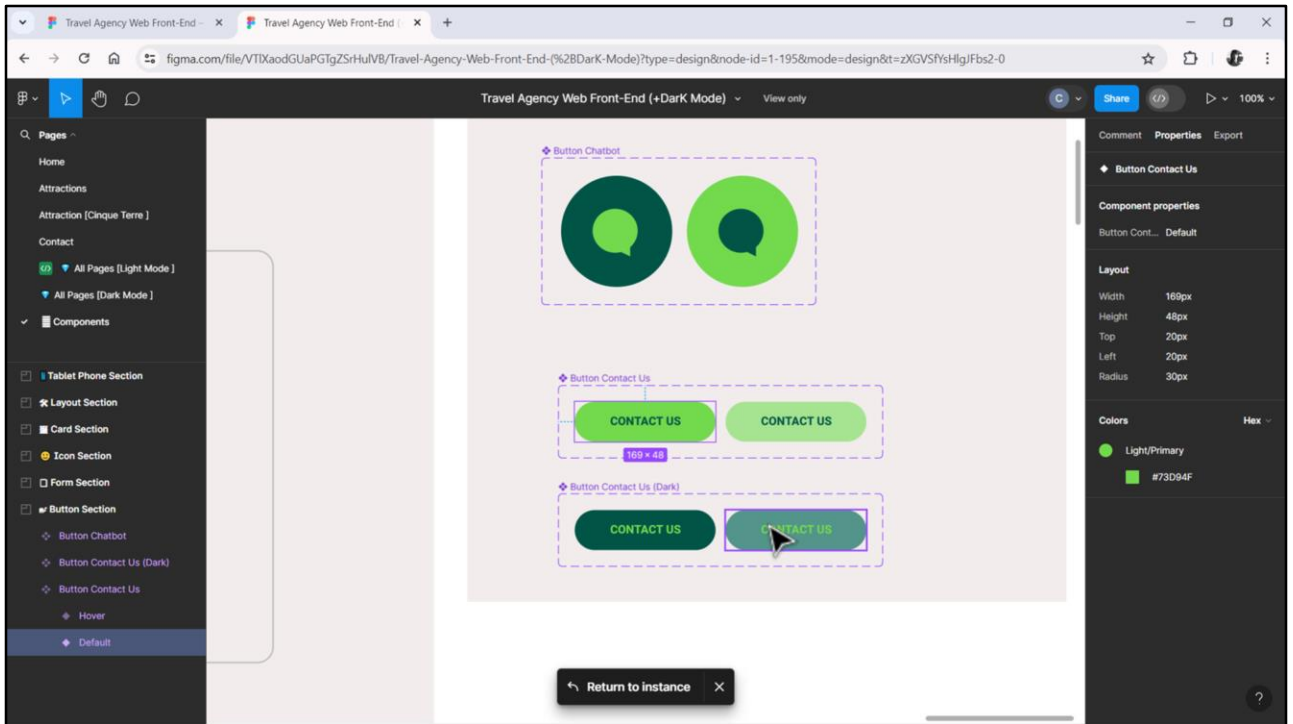 Travel Agency Web Front-End –
Travel Agency Web Front-End (
figma.com/file/VTlXaodGUaPGTgZSrHulVB/Travel-Agency-Web-Front-End-(%2BDarK-Mode)?type=design&node-id=1-195&mode=design&t=zXGVSfYsHlgJFbs2-0
Travel Agency Web Front-End (+DarK Mode)
View only
C
Share
100%
Pages
Home
Attractions
Attraction [Cinque Terre ]
Contact
All Pages [Light Mode ]
All Pages [Dark Mode ]
Components
Tablet Phone Section
Layout Section
Card Section
Icon Section
Form Section
Button Section
Button Chatbot
Button Contact Us (Dark)
Button Contact Us
Hover
Default
Button Chatbot
Button Contact Us
CONTACT US
CONTACT US
169 × 48
Button Contact Us (Dark)
CONTACT US
CONTACT US
Return to instance
Comment Properties Export
Button Contact Us
Component properties
Button Cont... Default
Layout
Width 169px
Height 48px
Top 20px
Left 20px
Radius 30px
Colors Hex
Light/Primary
#73D94F
?